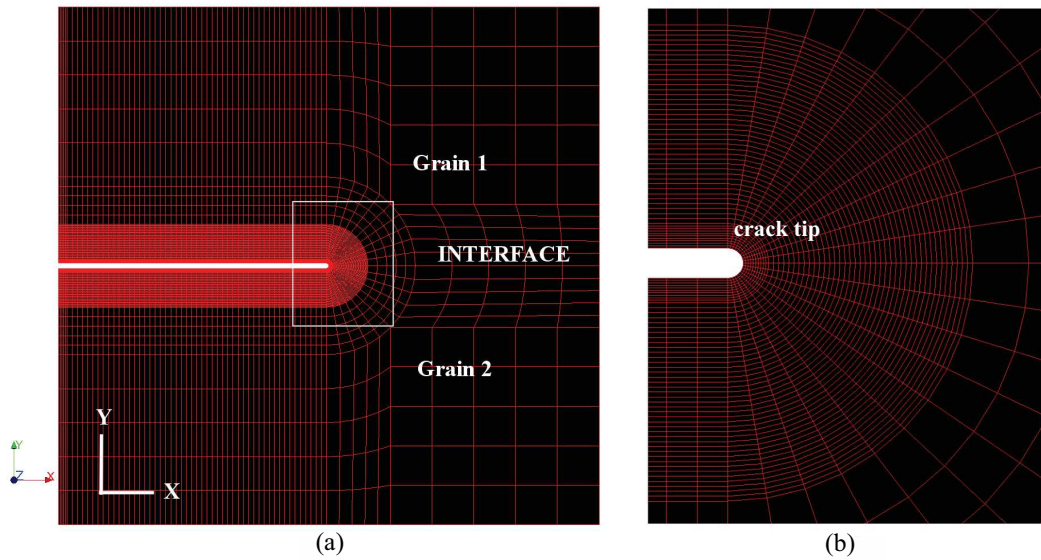 Grain 1
INTERFACE
Grain 2
Y
X
Y
Z
X
(a)
crack tip
(b)